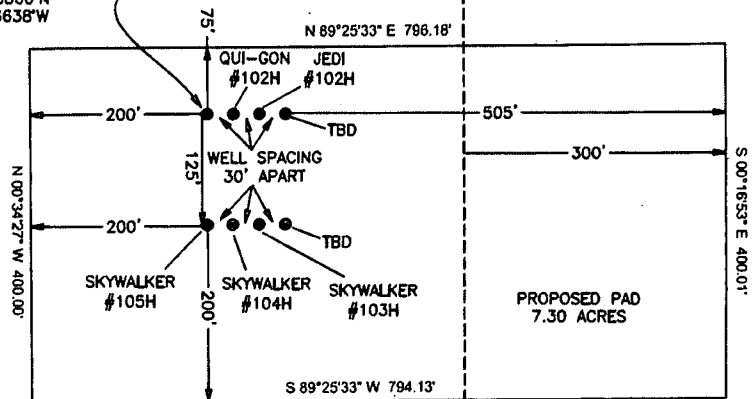 6638°W
75'
N 89°25'33" E 796.18'
QUI-GON
#102H
JEDI
#102H
200'
505'
TBD
300'
WELL SPACING
30' APART
125'
N 00°34'27" W 400.00'
S 00°16'53" E 400.01'
200'
TBD
SKYWALKER
#105H
SKYWALKER
#104H
SKYWALKER
#103H
200'
PROPOSED PAD
7.30 ACRES
S 89°25'33" W 794.13'